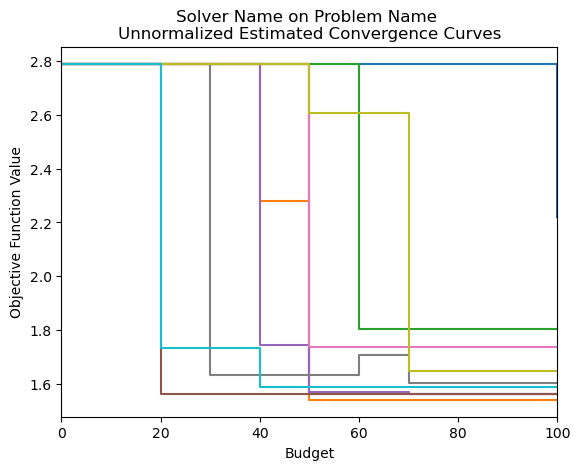 Solver Name on Problem Name
Unnormalized Estimated Convergence Curves
Objective Function Value
2.8
2.6
2.4
2.2
2.0
1.8
1.6
0 20 40 60 80 100
Budget